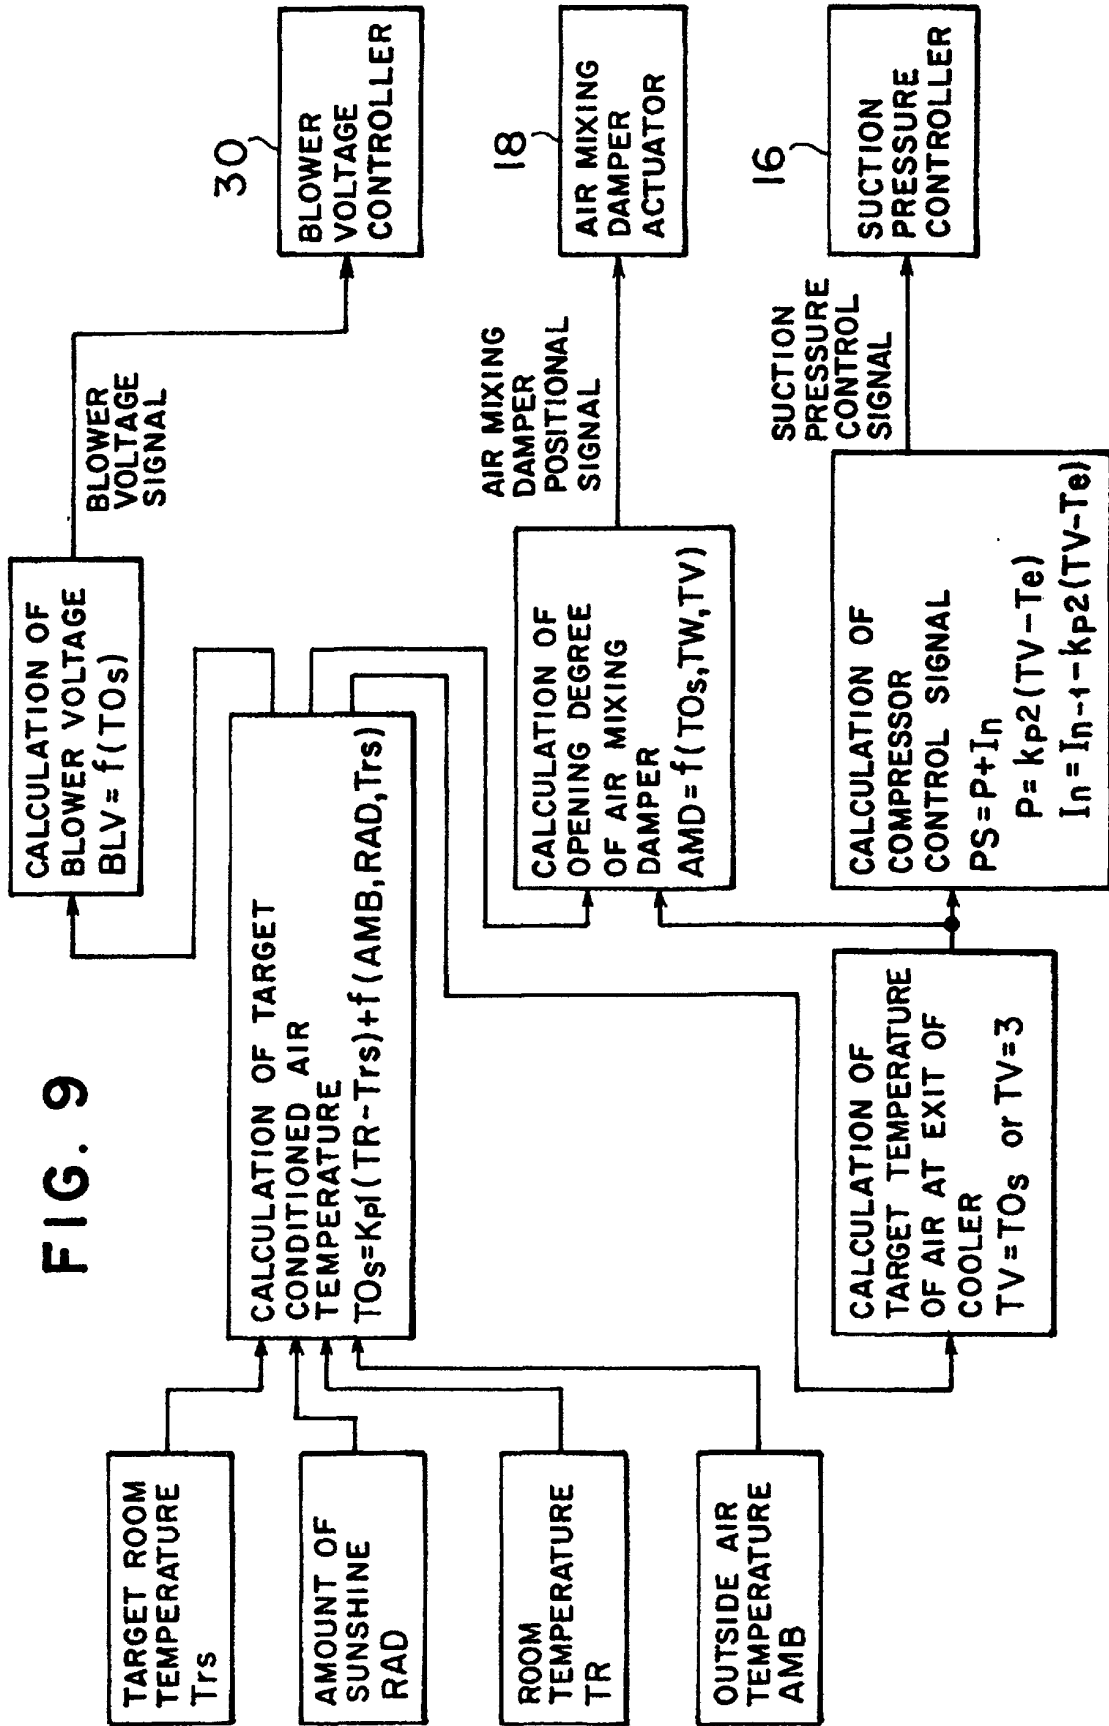 FIG. 9
TARGET ROOM
TEMPERATURE
Trs
AMOUNT OF
SUNSHINE
RAD
ROOM
TEMPERATURE
TR
OUTSIDE AIR
TEMPERATURE
AMB
CALCULATION OF TARGET
CONDITIONED AIR
TEMPERATURE
TOs=Kp1(TR-Trs)+f(AMB,RAD,Trs)
CALCULATION OF
TARGET TEMPERATURE
OF AIR AT EXIT OF
COOLER
TV=TOs or TV=3
CALCULATION OF
BLOWER VOLTAGE
BLV=f(TOs)
CALCULATION OF
OPENING DEGREE
OF AIR MIXING
DAMPER
AMD=f(TOs,TW,TV)
CALCULATION OF
COMPRESSOR
CONTROL SIGNAL
PS=P+In
P=kp2(TV-Te)
In=In-1-kp2(TV-Te)
BLOWER
VOLTAGE
SIGNAL
AIR MIXING
DAMPER
POSITIONAL
SIGNAL
SUCTION
PRESSURE
CONTROL
SIGNAL
30
BLOWER
VOLTAGE
CONTROLLER
18
AIR MIXING
DAMPER
ACTUATOR
16
SUCTION
PRESSURE
CONTROLLER